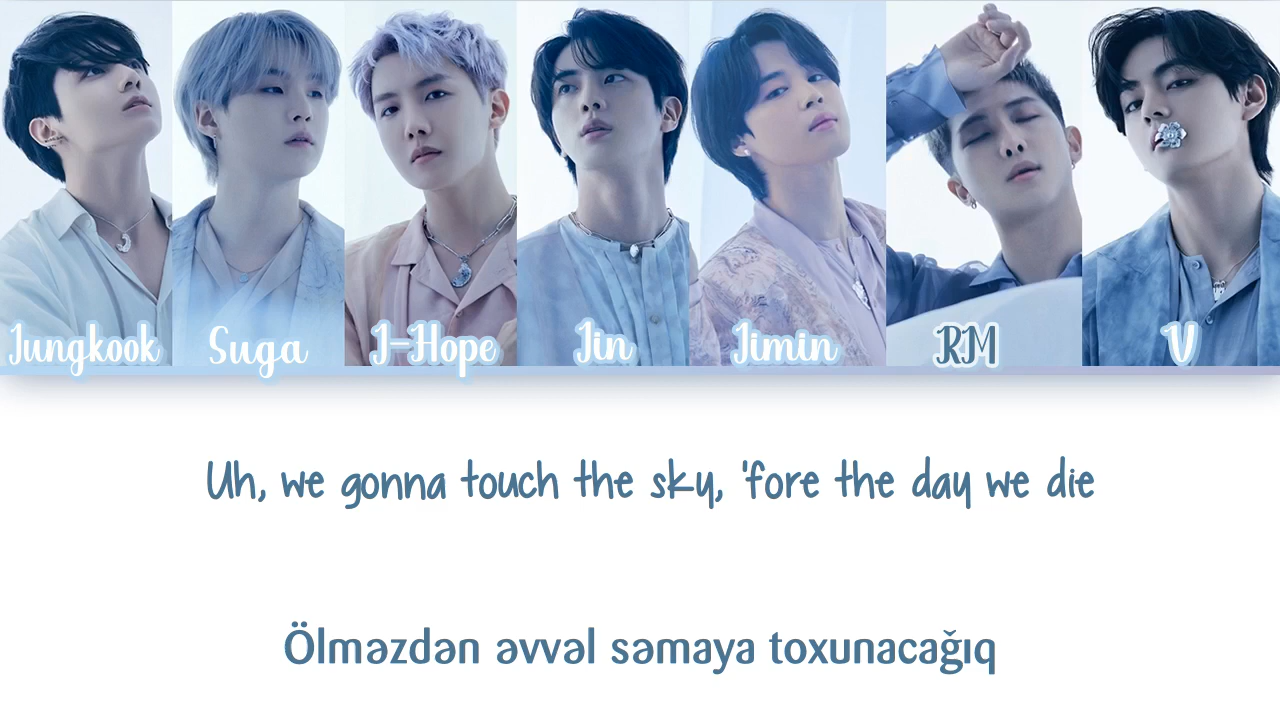 Jungkook Suga J-Hope Jin Jimin RM V
Uh, we gonna touch the sky, 'fore the day we die
Ölməzdən əvvəl səmaya toxunacağıq